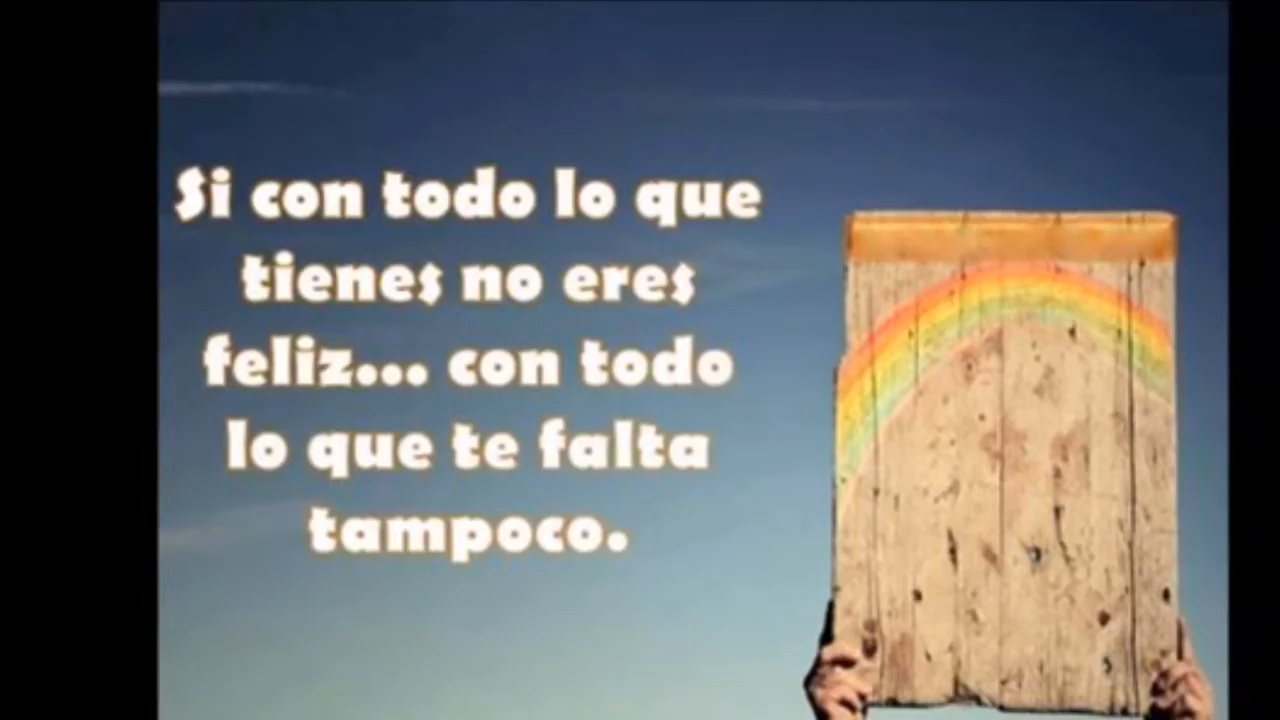 Si con todo lo que
tienes no eres
feliz... con todo
lo que te falta
tampoco.